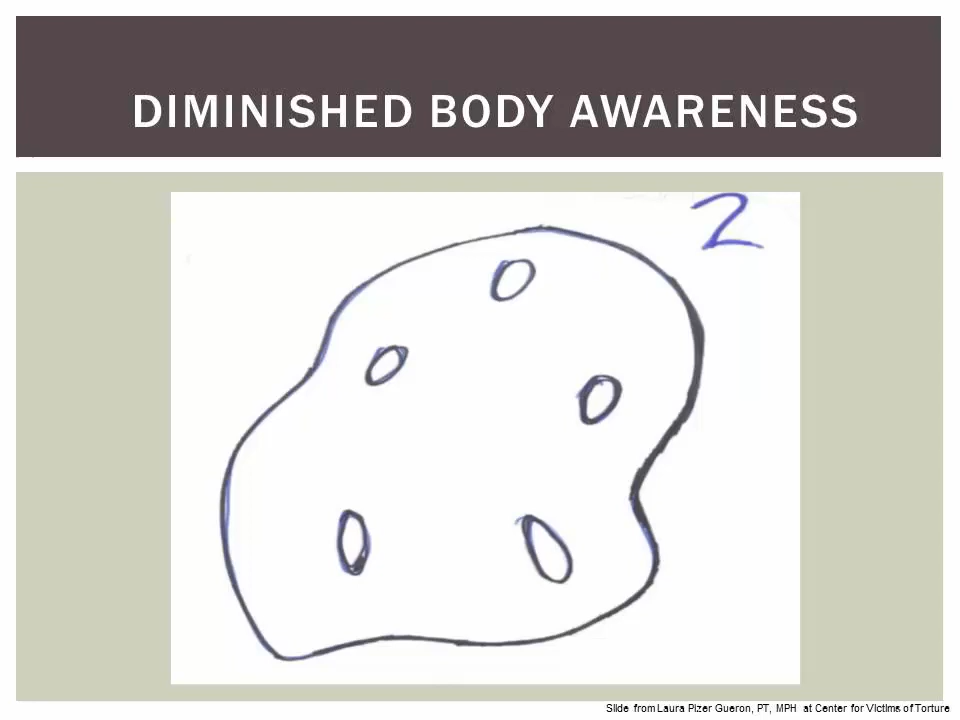 DIMINISHED BODY AWARENESS
2
Slide from Laura Pizer Gueron, PT, MPH at Center for Victims of Torture